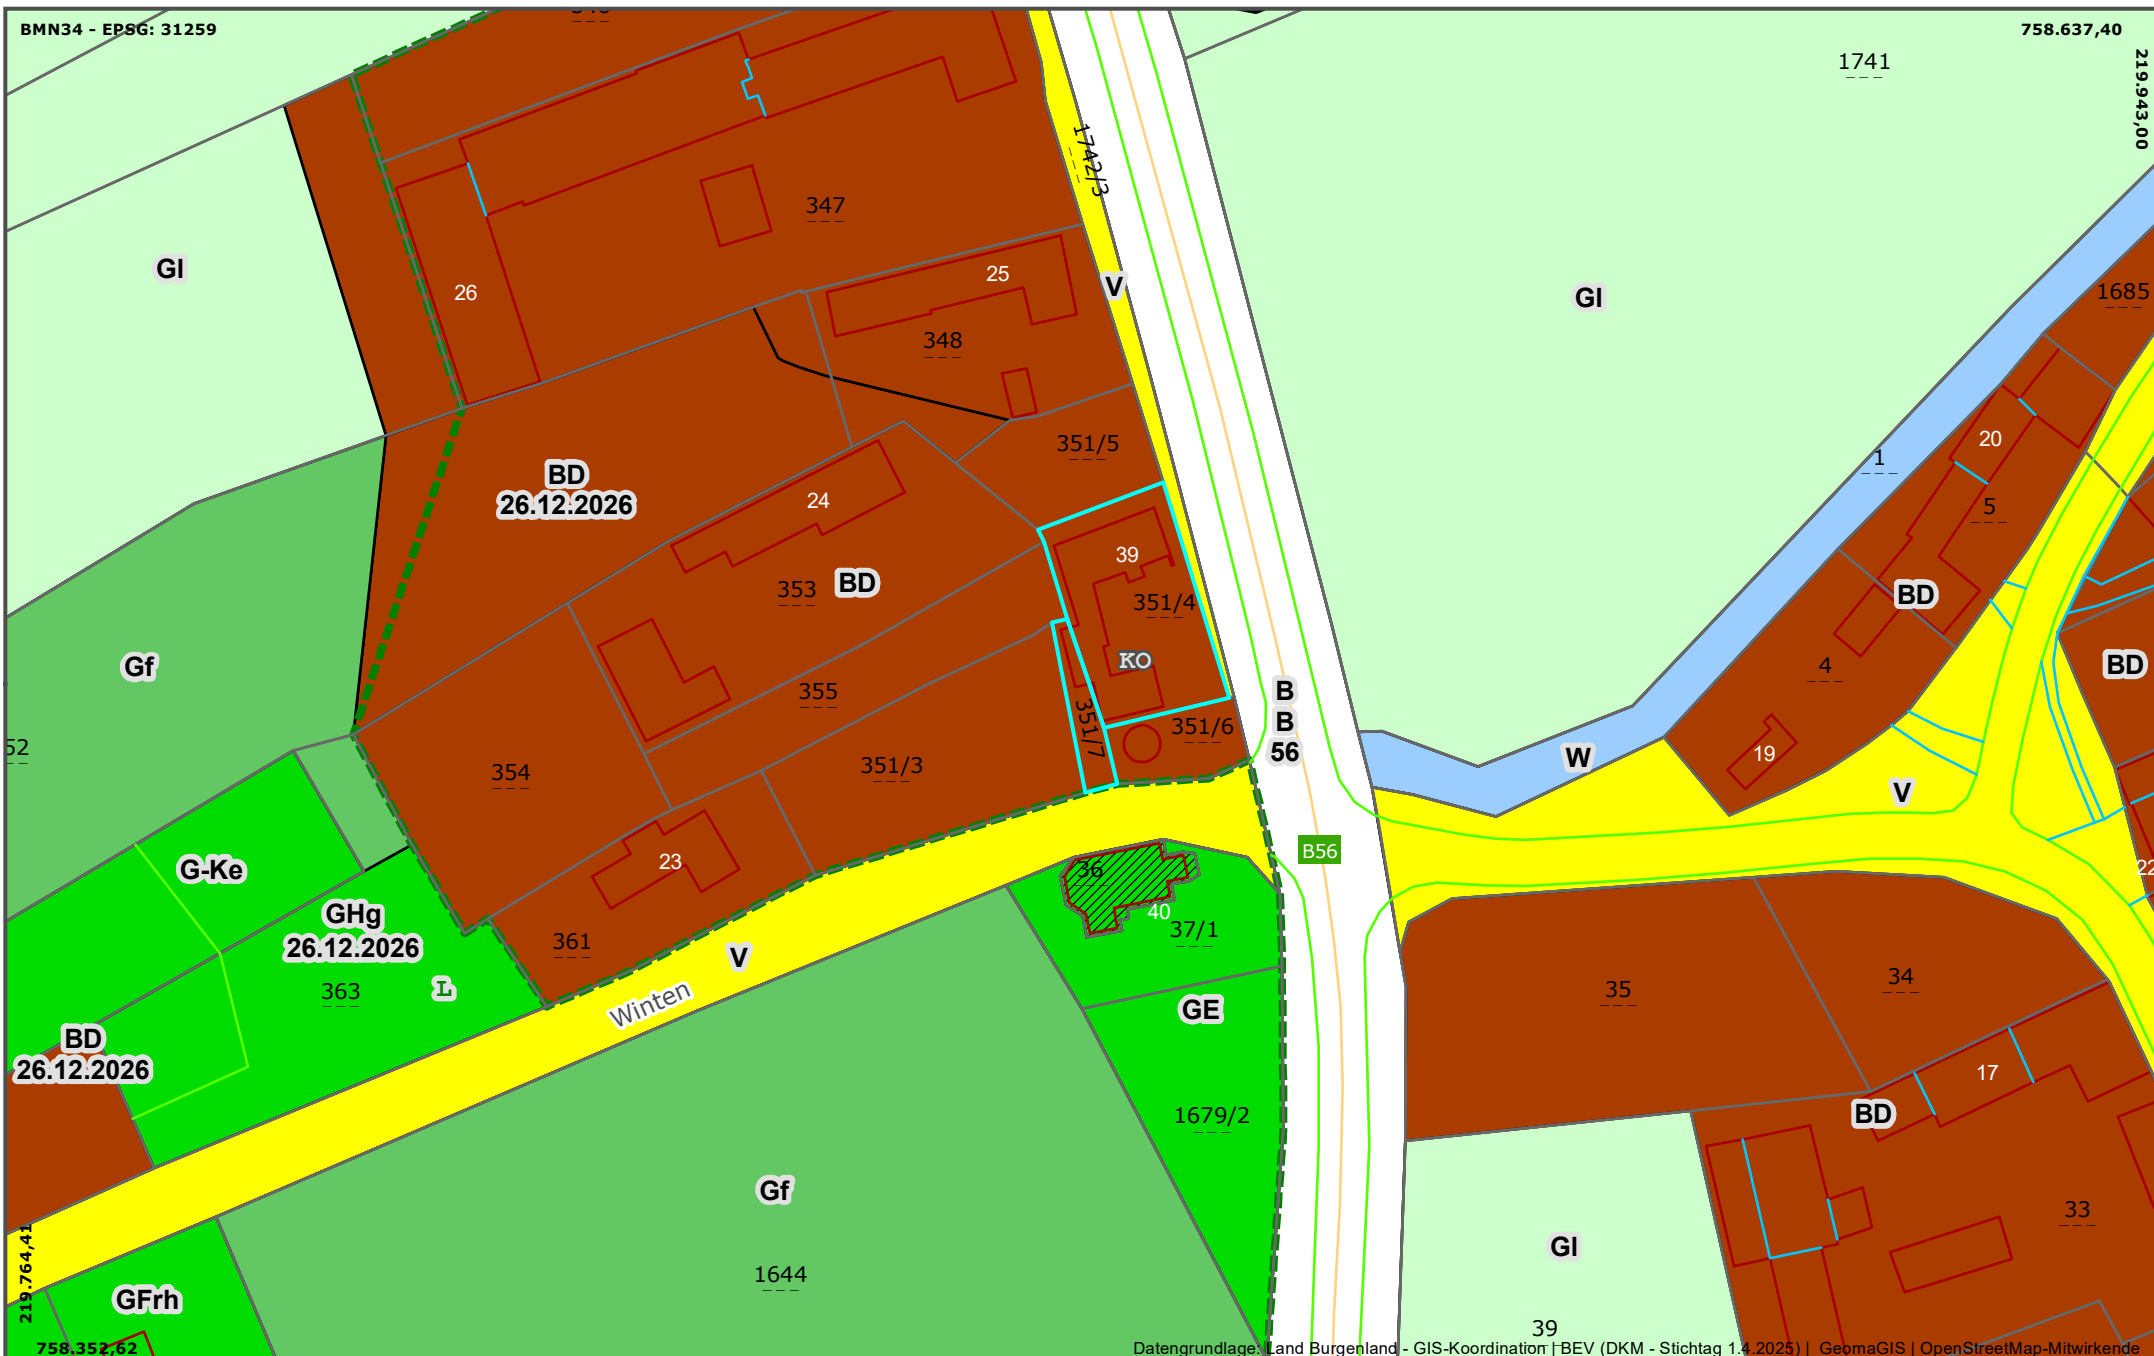 BMN34 - EPSG: 31259
758.637,40
219.943,00
1741
1742/3
347
Gl
26
25
V
Gl
1685
348
20
351/5
1
BD
26.12.2026
24
5
39
353
BD
351/4
BD
4
BD
Gf
KO
355
B
B
56
351/7
351/6
52
W
19
354
351/3
V
B56
G-Ke
23
36
22
40
GHg
26.12.2026
37/1
361
V
363
L
Winten
35
34
GE
BD
26.12.2026
17
1679/2
BD
Gf
33
219.764,41
Gl
1644
GFrh
39
758.352,62
Datengrundlage: Land Burgenland - GIS-Koordination | BEV (DKM - Stichtag 1.4.2025) | GeomaGIS | OpenStreetMap-Mitwirkende